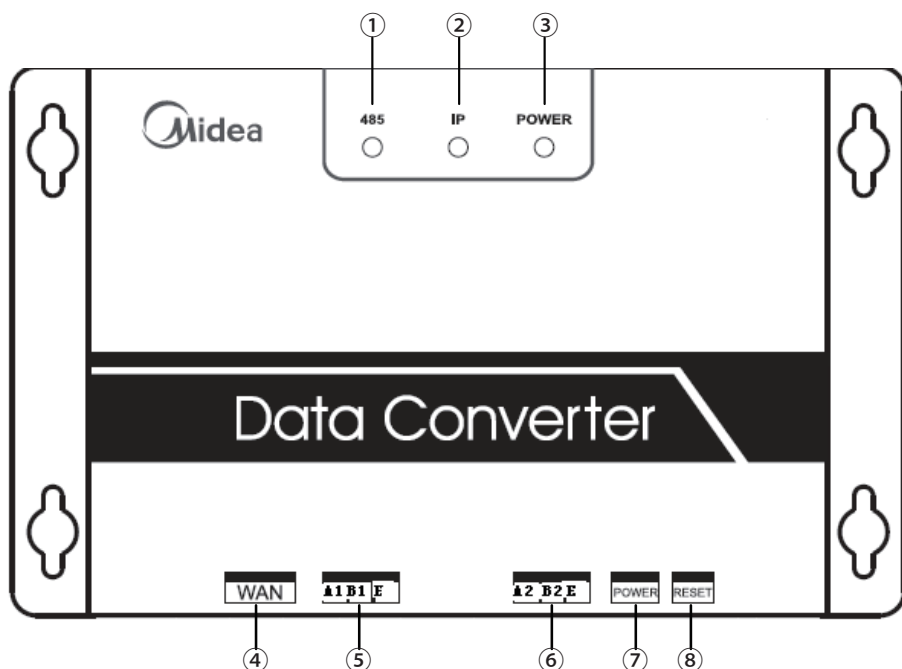 ① ② ③
485 IP POWER
Midea
Data Converter
WAN A1 B1 E A2 B2 E POWER RESET
④ ⑤ ⑥ ⑦ ⑧